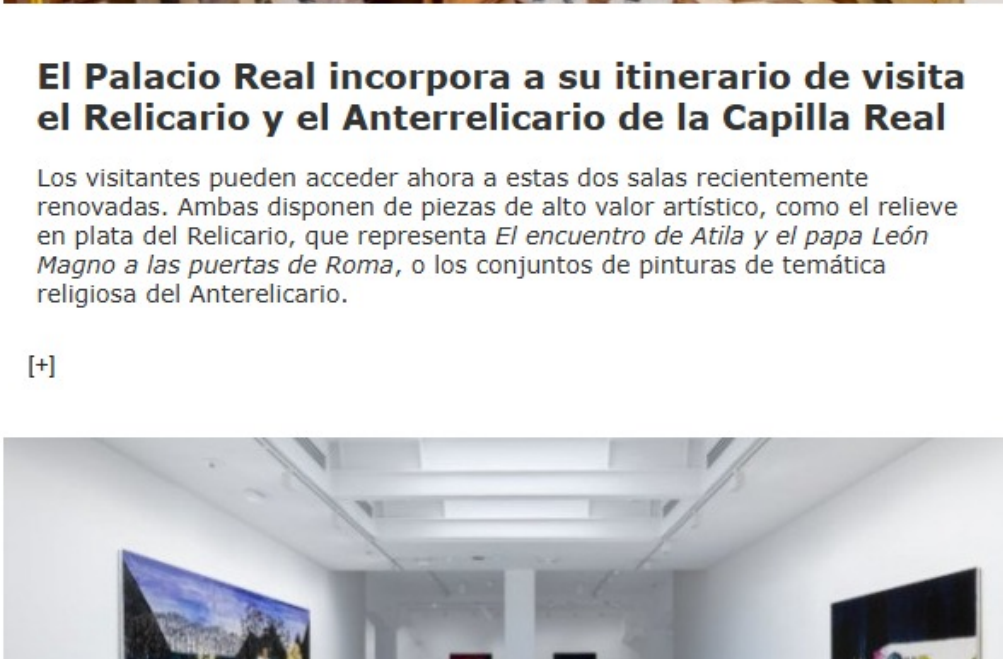 El Palacio Real incorpora a su itinerario de visita
el Relicario y el Anterrelicario de la Capilla Real
Los visitantes pueden acceder ahora a estas dos salas recientemente
renovadas. Ambas disponen de piezas de alto valor artístico, como el relieve
en plata del Relicario, que representa El encuentro de Atila y el papa León
Magno a las puertas de Roma, o los conjuntos de pinturas de temática
religiosa del Anterelicario.
[+]